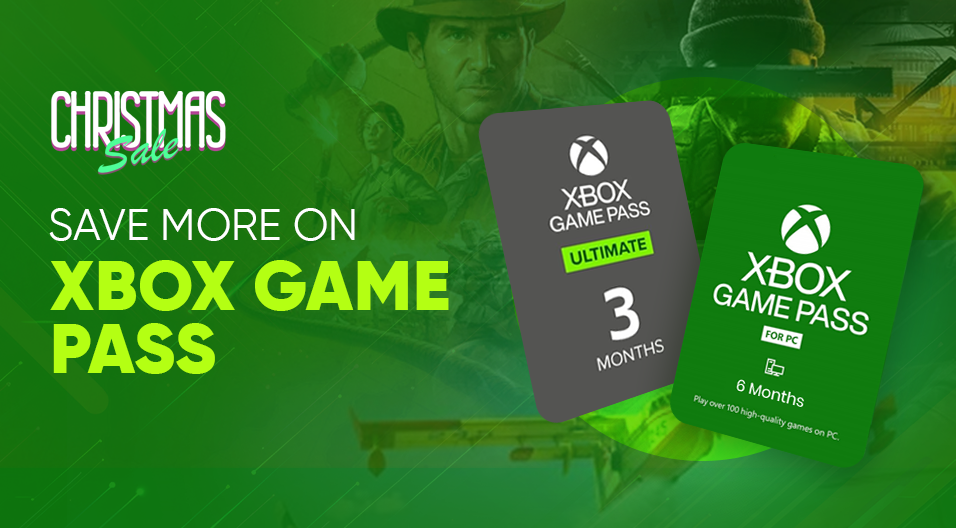 CHRISTMAS
Sale
SAVE MORE ON
XBOX GAME
PASS
XBOX
GAME PASS
ULTIMATE
3
MONTHS
XBOX
GAME PASS
FOR PC
6 Months
Play over 100 high-quality games on PC.